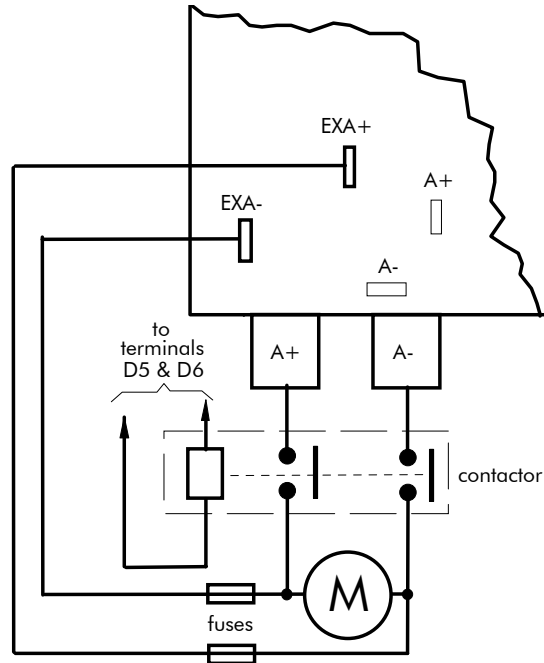 EXA+
A+
EXA-
A-
to
terminals
D5 & D6
A+
A-
contactor
M
fuses